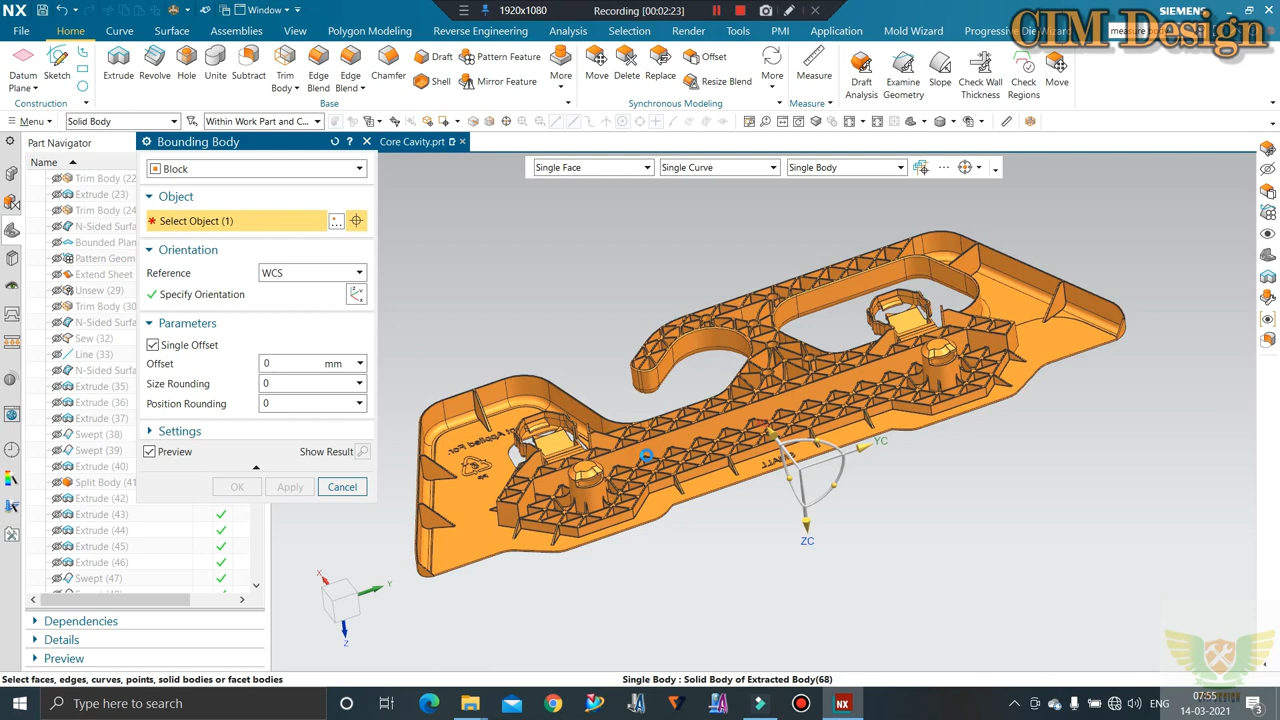 NX
Window
1920x1080
Recording [00:02:23]
SIEMENS
CIM Design
File
Home
Curve
Surface
Assemblies
View
Polygon Modeling
Reverse Engineering
Analysis
Selection
Render
Tools
PMI
Application
Mold Wizard
Progressive Die Wizard
Datum Plane
Sketch
Extrude
Revolve
Hole
Unite
Subtract
Trim Body
Edge Blend
Edge Blend
Chamfer
Draft
Shell
Pattern Feature
Mirror Feature
More
Move
Delete
Replace
Offset
Resize Blend
More
Measure
Draft Analysis
Examine Geometry
Slope
Check Wall Thickness
Check Regions
Move
Construction
Base
Synchronous Modeling
Measure
Menu
Solid Body
Within Work Part and C...
Part Navigator
Bounding Body
Core Cavity.prt
Name
Block
Single Face
Single Curve
Single Body
Trim Body (22
Extrude (23)
Trim Body (24
N-Sided Surfa
Bounded Plan
Pattern Geom
Extend Sheet
Unsew (29)
Trim Body (30
N-Sided Surfa
Sew (32)
Line (33)
N-Sided Surfa
Extrude (35)
Extrude (36)
Extrude (37)
Swept (38)
Swept (39)
Extrude (40)
Split Body (41
Extrude (42)
Extrude (43)
Extrude (44)
Extrude (45)
Extrude (46)
Swept (47)
Object
Select Object (1)
Orientation
Reference
WCS
Specify Orientation
Parameters
Single Offset
Offset
0
mm
Size Rounding
0
Position Rounding
0
Settings
Preview
Show Result
OK
Apply
Cancel
YC
ZC
X
Y
Z
Dependencies
Details
Preview
Select faces, edges, curves, points, solid bodies or facet bodies
Single Body : Solid Body of Extracted Body(68)
Type here to search
NX
ENG
07:55
14-03-2021
3